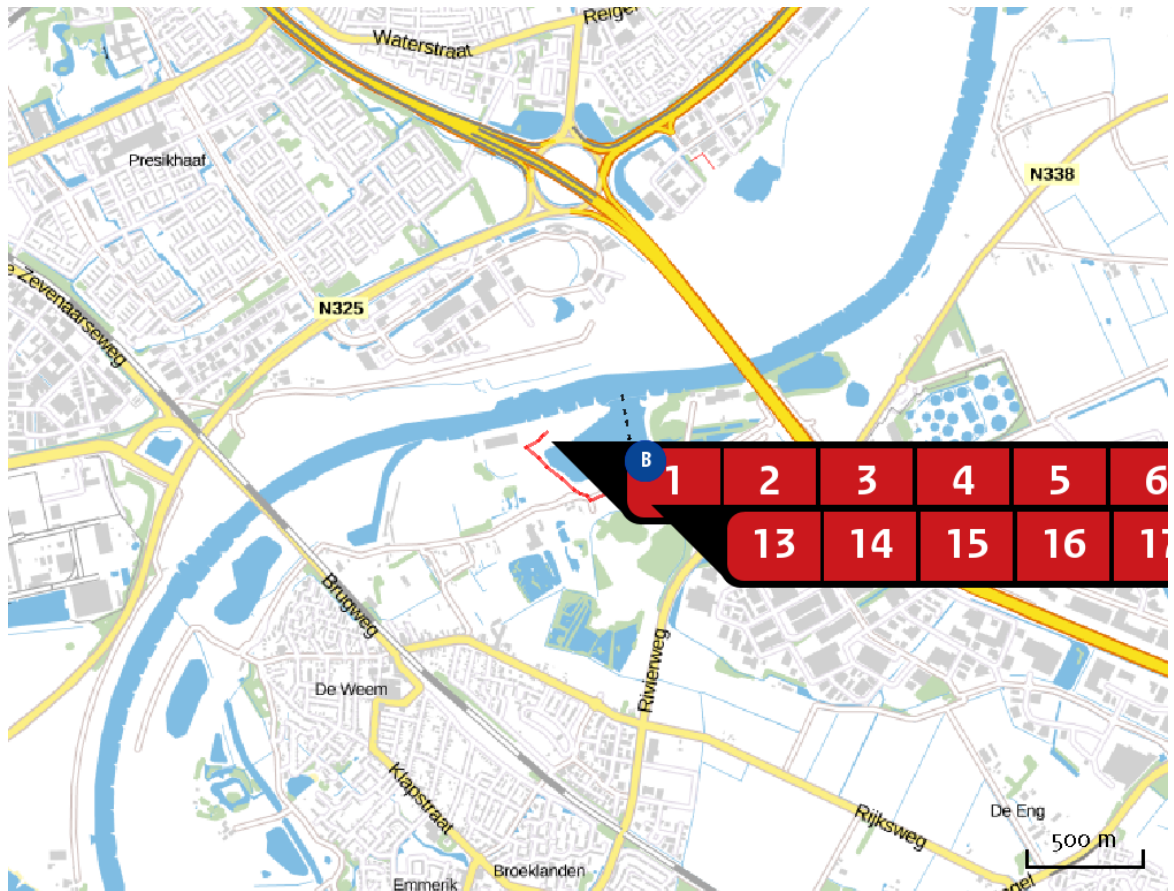 Reiger
Waterstraat
Presikhaaf
N338
Zevenaarseweg
N325
B
1 2 3 4 5 6
13 14 15 16 17
Brugweg
De Weem
Rivierweg
Klapstraat
De Eng
Rijksweg
500 m
Broeklanden
Emmerik